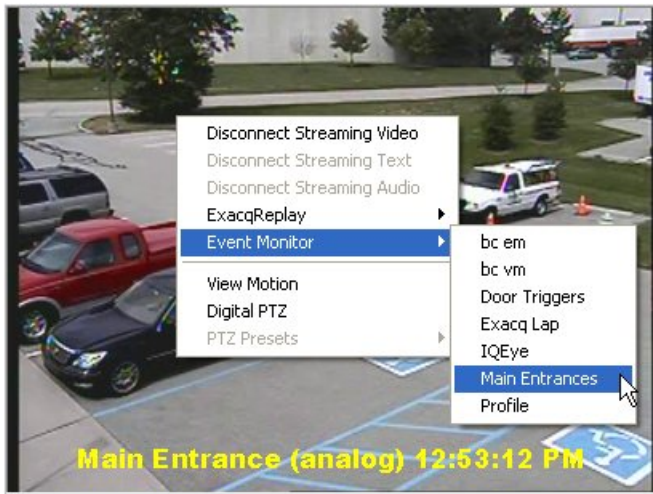 Disconnect Streaming Video
Disconnect Streaming Text
Disconnect Streaming Audio
ExacqReplay
Event Monitor
View Motion
Digital PTZ
PTZ Presets
bc em
bc vm
Door Triggers
Exacq Lap
IQEye
Main Entrances
Profile
Main Entrance (analog) 12:53:12 PM